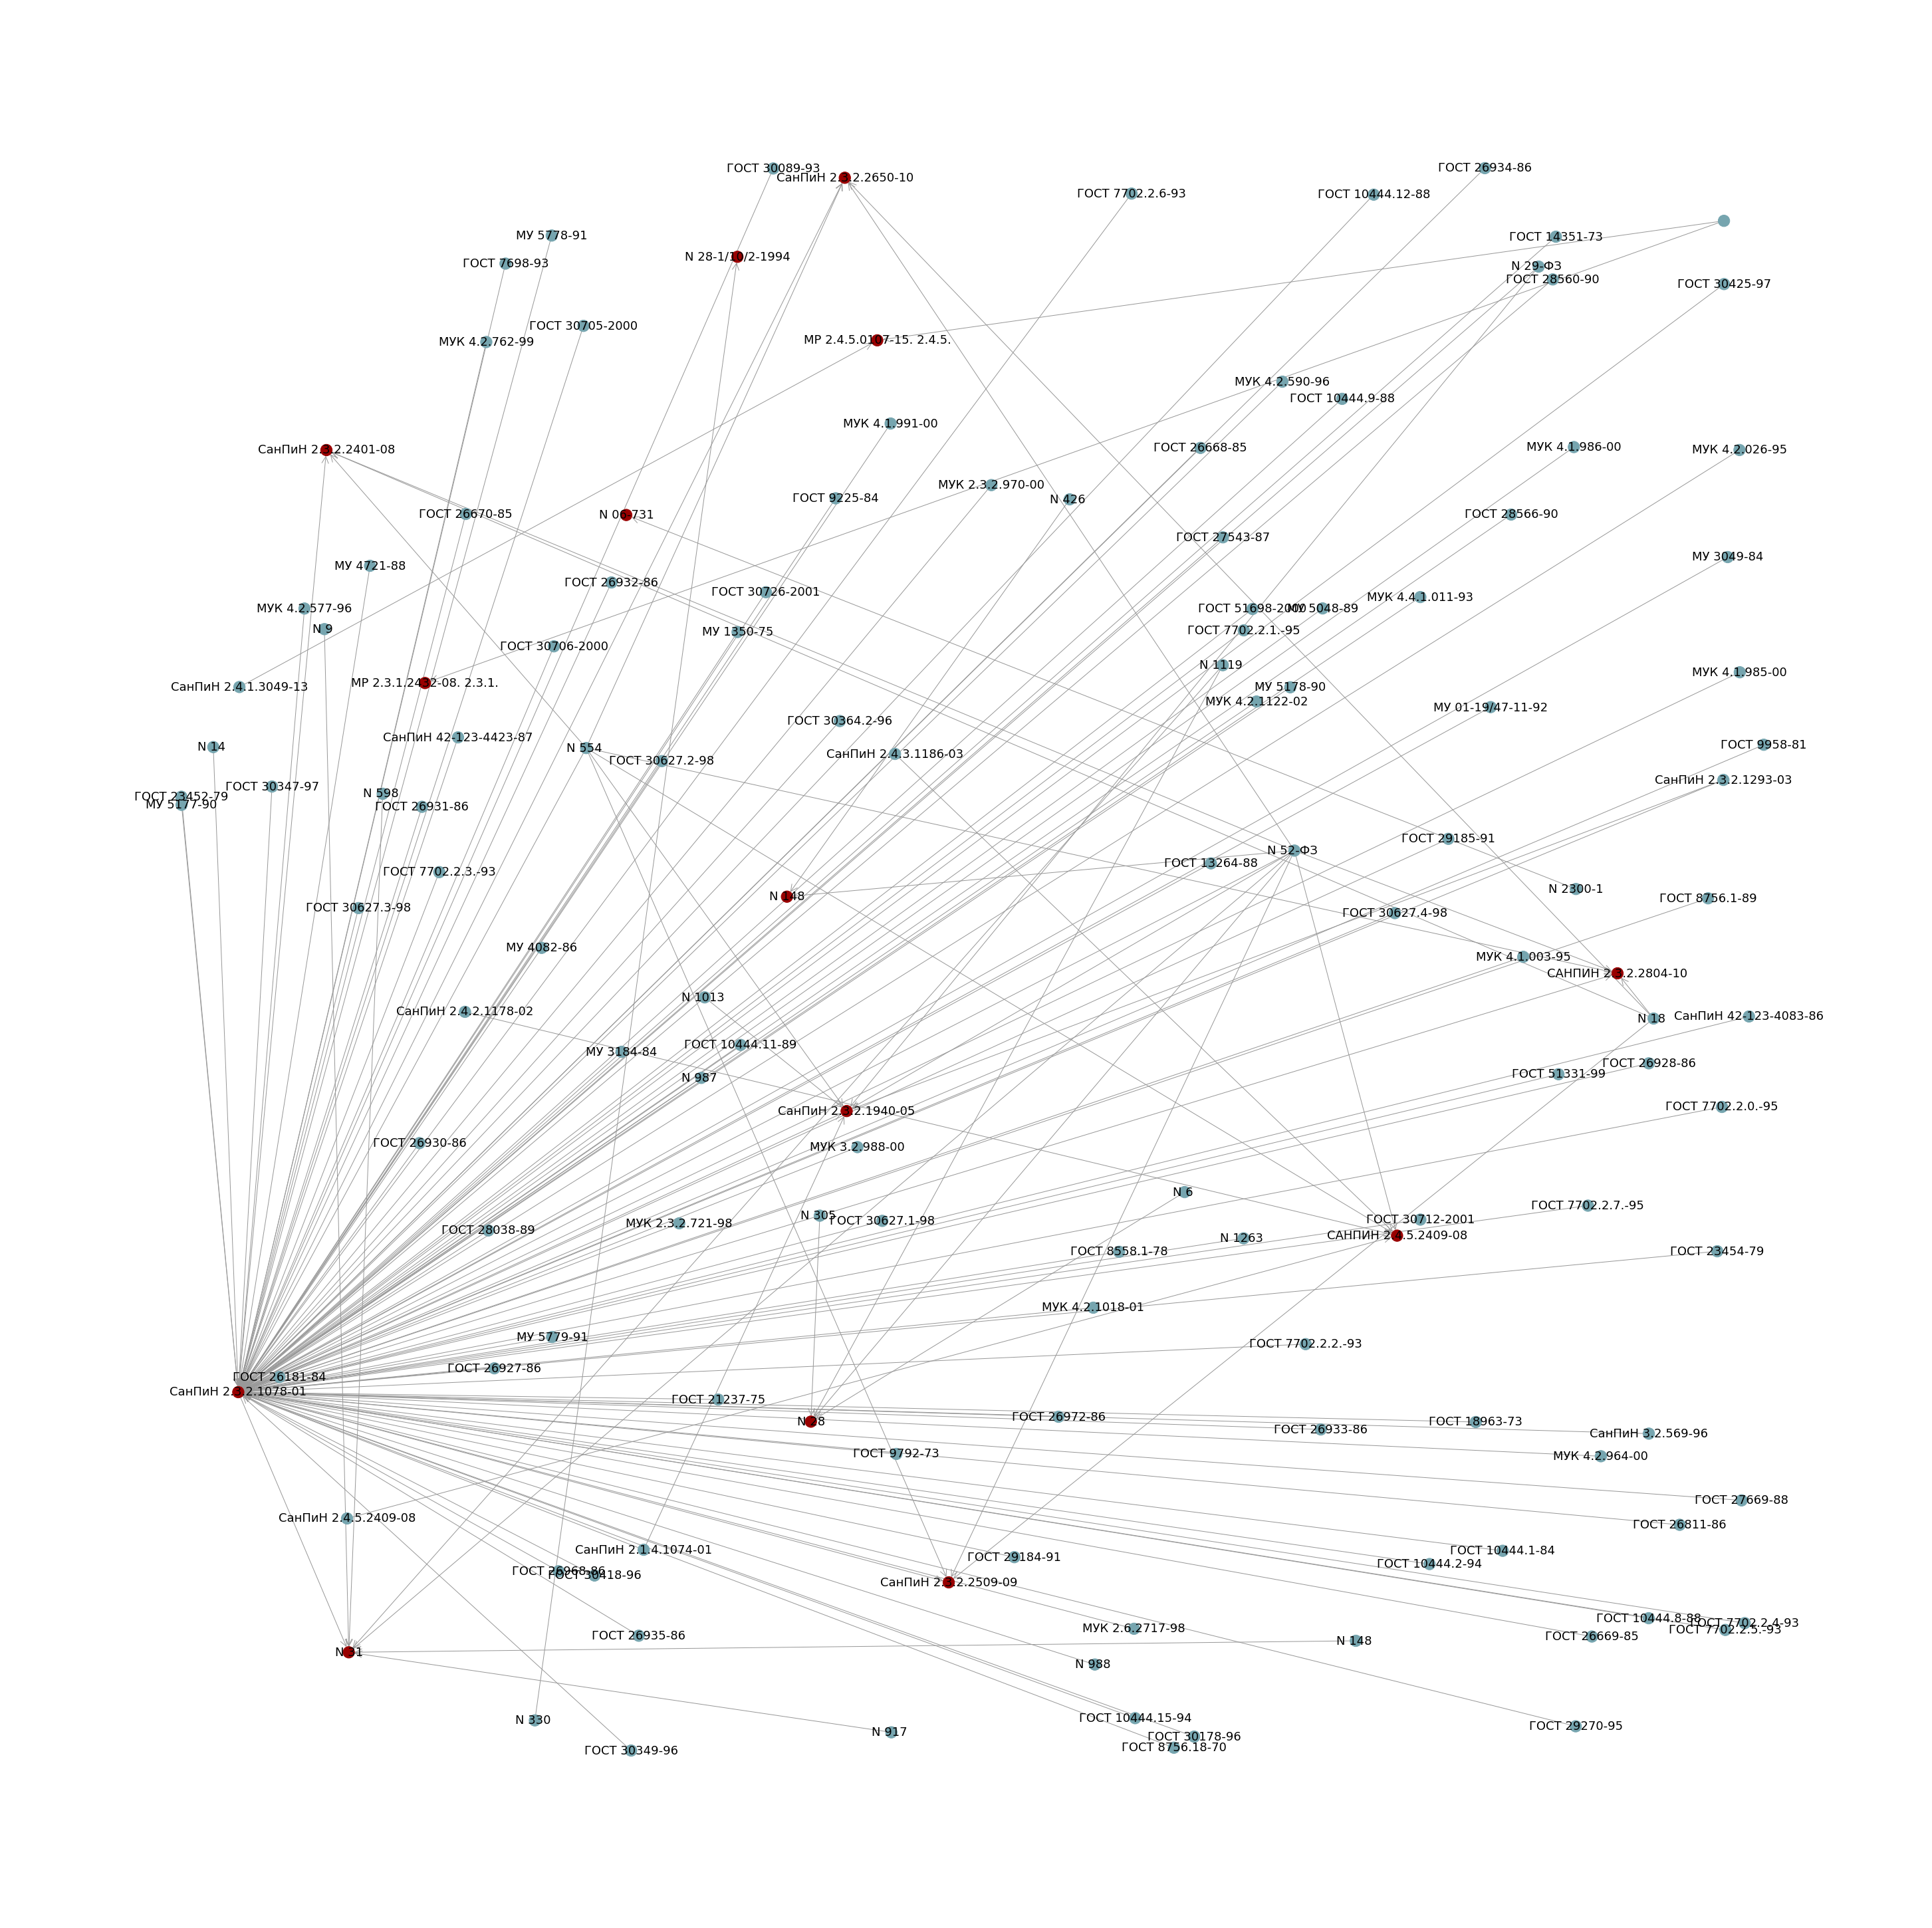 ГОСТ 30089-93
СанПиН 2.3.2.2650-10
ГОСТ 26934-86
ГОСТ 7702.2.6-93
ГОСТ 10444.12-88
МУ 5778-91
ГОСТ 14351-73
N 28-1/10/2-1994
ГОСТ 7698-93
N 29-ФЗ
ГОСТ 28560-90
ГОСТ 30425-97
ГОСТ 30705-2000
МУК 4.2.762-99
МР 2.4.5.0107-15. 2.4.5.
МУК 4.2.590-96
ГОСТ 10444.9-88
МУК 4.1.991-00
СанПиН 2.3.2.2401-08
ГОСТ 26668-85
МУК 4.1.986-00
МУК 4.2.026-95
МУК 2.3.2.970-00
ГОСТ 9225-84
N 426
ГОСТ 26670-85
N 06-731
ГОСТ 28566-90
ГОСТ 27543-87
МУ 3049-84
МУ 4721-88
ГОСТ 26932-86
ГОСТ 30726-2001
МУК 4.4.1.011-93
МУК 4.2.577-96
ГОСТ 51698-2000
МУ 5048-89
N 9
МУ 1350-75
ГОСТ 7702.2.1.-95
ГОСТ 30706-2000
N 1119
МУК 4.1.985-00
СанПиН 2.4.1.3049-13
МР 2.3.1.2432-08. 2.3.1.
МУ 5178-90
МУК 4.2.1122-02
МУ 01-19/47-11-92
ГОСТ 30364.2-96
СанПиН 42-123-4423-87
N 14
N 554
ГОСТ 9958-81
СанПиН 2.4.3.1186-03
ГОСТ 30627.2-98
СанПиН 2.3.2.1293-03
ГОСТ 30347-97
ГОСТ 23452-79
МУ 5177-90
N 598
ГОСТ 26931-86
ГОСТ 29185-91
N 52-ФЗ
ГОСТ 13264-88
ГОСТ 7702.2.3.-93
N 2300-1
N 148
ГОСТ 8756.1-89
ГОСТ 30627.3-98
ГОСТ 30627.4-98
МУ 4082-86
МУК 4.1.003-95
САНПИН 2.3.2.2804-10
N 1013
СанПиН 2.4.2.1178-02
N 18
СанПиН 42-123-4083-86
ГОСТ 10444.11-89
МУ 3184-84
ГОСТ 26928-86
ГОСТ 51331-99
N 987
ГОСТ 7702.2.0.-95
СанПиН 2.3.2.1940-05
ГОСТ 26930-86
МУК 3.2.988-00
N 6
ГОСТ 7702.2.7.-95
N 305
ГОСТ 30627.1-98
МУК 2.3.2.721-98
ГОСТ 30712-2001
ГОСТ 28038-89
САНПИН 2.4.5.2409-08
N 1263
ГОСТ 8558.1-78
ГОСТ 23454-79
МУК 4.2.1018-01
МУ 5779-91
ГОСТ 7702.2.2.-93
ГОСТ 26927-86
ГОСТ 26181-84
СанПиН 2.3.2.1078-01
ГОСТ 21237-75
N 28
ГОСТ 26972-86
ГОСТ 18963-73
ГОСТ 26933-86
СанПиН 3.2.569-96
ГОСТ 9792-73
МУК 4.2.964-00
ГОСТ 27669-88
СанПиН 2.4.5.2409-08
ГОСТ 26811-86
СанПиН 2.1.4.1074-01
ГОСТ 10444.1-84
ГОСТ 29184-91
ГОСТ 10444.2-94
ГОСТ 26968-86
ГОСТ 30418-96
СанПиН 2.3.2.2509-09
ГОСТ 10444.8-88
ГОСТ 7702.2.4-93
ГОСТ 7702.2.5.-93
МУК 2.6.2717-98
ГОСТ 26935-86
ГОСТ 26669-85
N 148
N 31
N 988
N 330
ГОСТ 10444.15-94
ГОСТ 29270-95
N 917
ГОСТ 30178-96
ГОСТ 8756.18-70
ГОСТ 30349-96